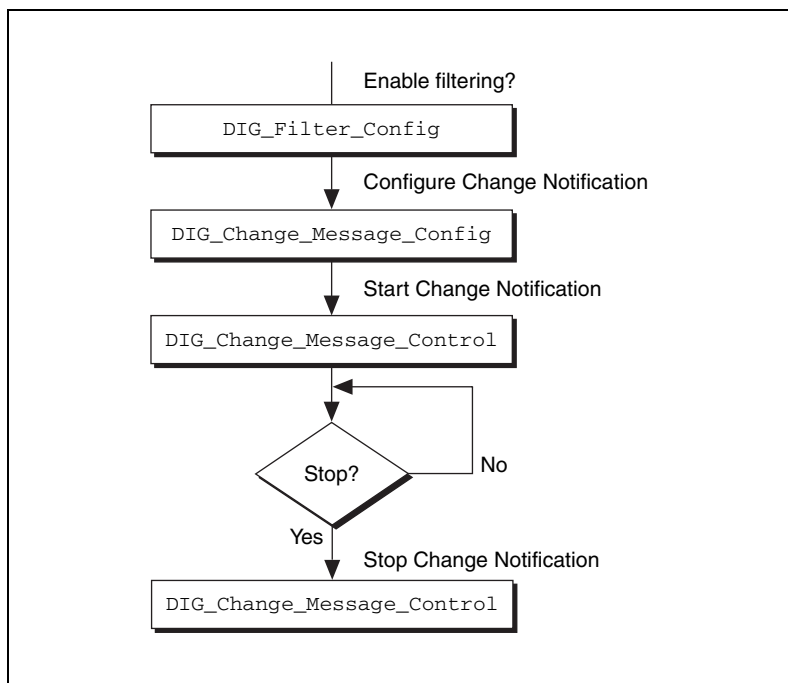 Enable filtering?
DIG_Filter_Config
Configure Change Notification
DIG_Change_Message_Config
Start Change Notification
DIG_Change_Message_Control
Stop?
No
Yes
Stop Change Notification
DIG_Change_Message_Control